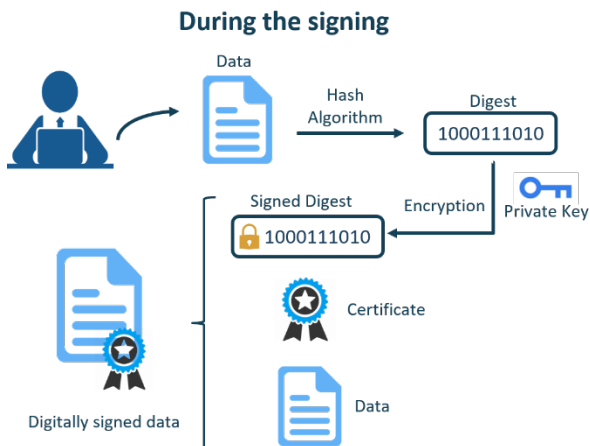 During the signing
Data
Hash
Algorithm
Digest
1000111010
Encryption
Private Key
Signed Digest
1000111010
Certificate
Data
Digitally signed data